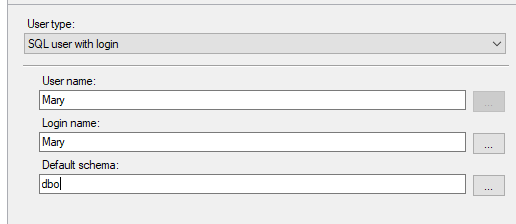 User type:
SQL user with login
User name:
Mary
...
Login name:
Mary
...
Default schema:
dbo
...